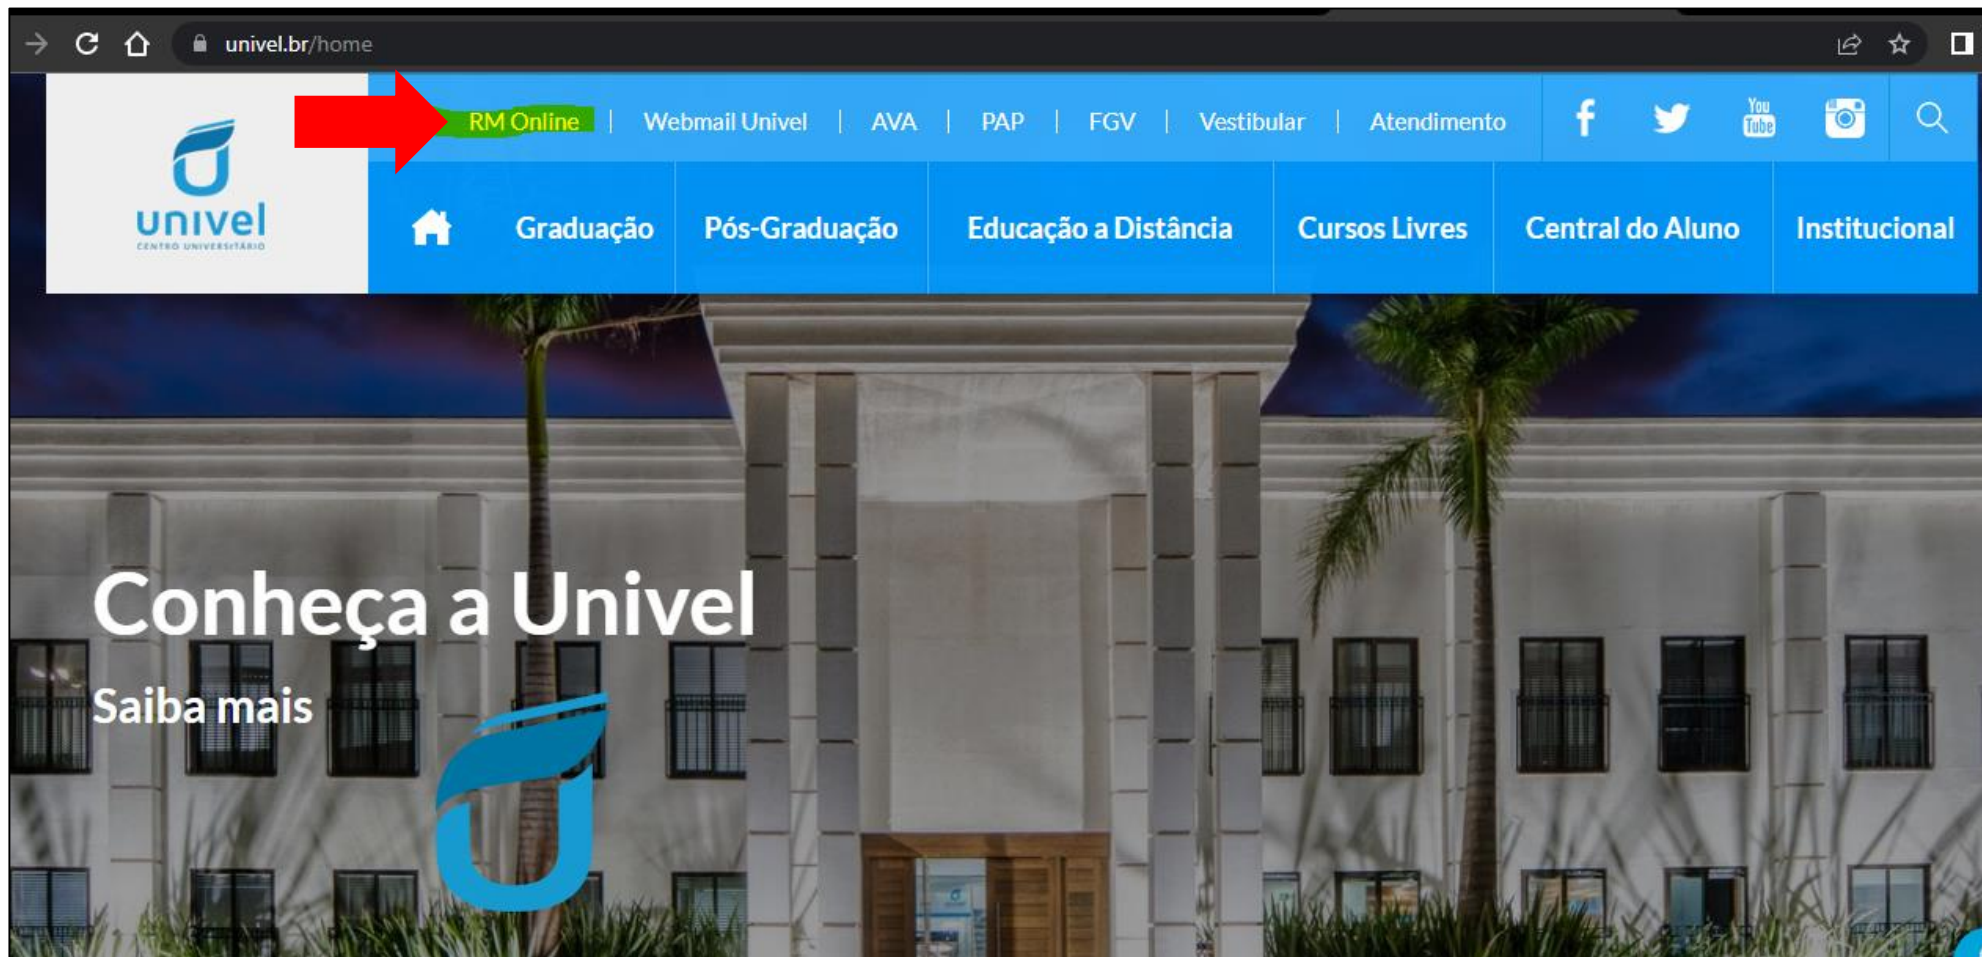 univel.br/home
RM Online | Webmail Univel | AVA | PAP | FGV | Vestibular | Atendimento
You
Tube
univel
CENTRO UNIVERSITÁRIO
Graduação Pós-Graduação Educação a Distância Cursos Livres Central do Aluno Institucional
Conheça a Univel
Saiba mais